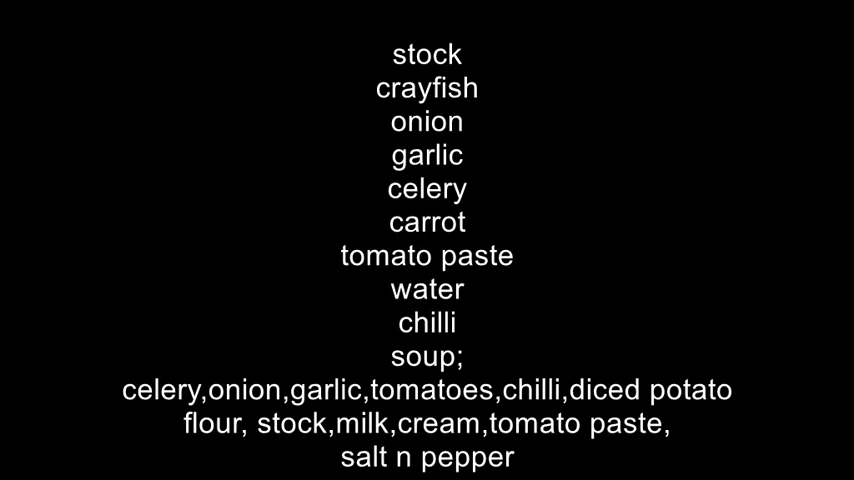 stock
crayfish
onion
garlic
celery
carrot
tomato paste
water
chilli
soup;
celery,onion,garlic,tomatoes,chilli,diced potato
flour, stock,milk,cream,tomato paste,
salt n pepper